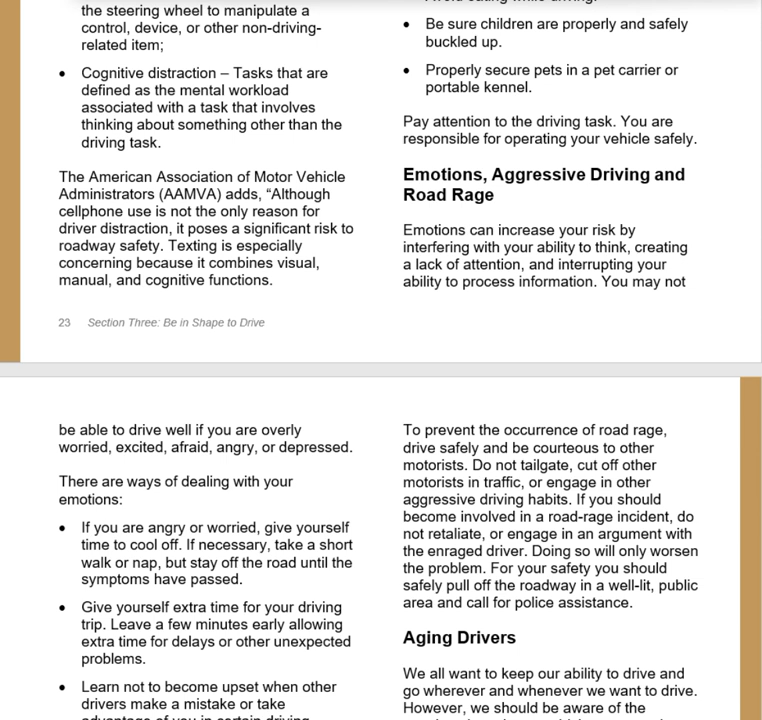 the steering wheel to manipulate a
control, device, or other non-driving-
related item;
• Cognitive distraction – Tasks that are
defined as the mental workload
associated with a task that involves
thinking about something other than the
driving task.
The American Association of Motor Vehicle
Administrators (AAMVA) adds, “Although
cellphone use is not the only reason for
driver distraction, it poses a significant risk to
roadway safety. Texting is especially
concerning because it combines visual,
manual, and cognitive functions.
• Be sure children are properly and safely
buckled up.
• Properly secure pets in a pet carrier or
portable kennel.
Pay attention to the driving task. You are
responsible for operating your vehicle safely.
Emotions, Aggressive Driving and
Road Rage
Emotions can increase your risk by
interfering with your ability to think, creating
a lack of attention, and interrupting your
ability to process information. You may not
23 Section Three: Be in Shape to Drive
be able to drive well if you are overly
worried, excited, afraid, angry, or depressed.
There are ways of dealing with your
emotions:
• If you are angry or worried, give yourself
time to cool off. If necessary, take a short
walk or nap, but stay off the road until the
symptoms have passed.
• Give yourself extra time for your driving
trip. Leave a few minutes early allowing
extra time for delays or other unexpected
problems.
• Learn not to become upset when other
drivers make a mistake or take
To prevent the occurrence of road rage,
drive safely and be courteous to other
motorists. Do not tailgate, cut off other
motorists in traffic, or engage in other
aggressive driving habits. If you should
become involved in a road-rage incident, do
not retaliate, or engage in an argument with
the enraged driver. Doing so will only worsen
the problem. For your safety you should
safely pull off the roadway in a well-lit, public
area and call for police assistance.
Aging Drivers
We all want to keep our ability to drive and
go wherever and whenever we want to drive.
However, we should be aware of the